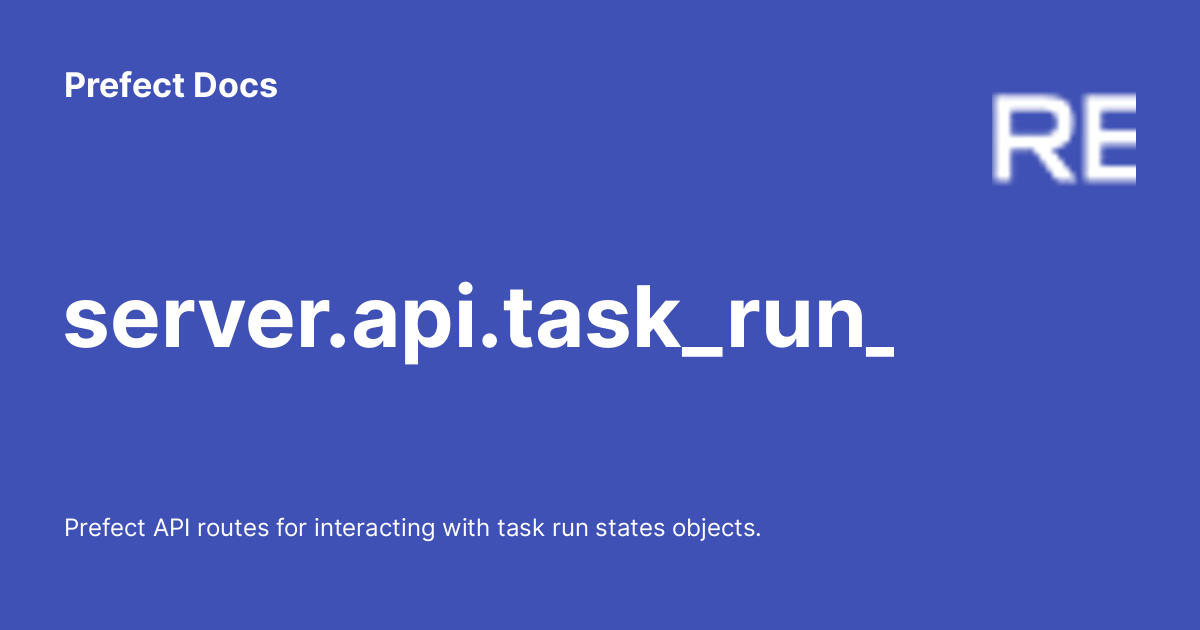 Prefect Docs
RE
server.api.task_run_
Prefect API routes for interacting with task run states objects.